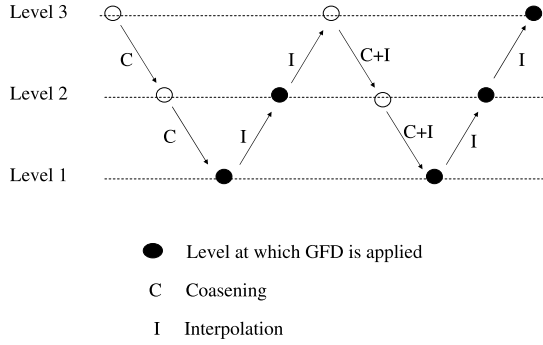 Level 3
C
I
C+I
I
Level 2
C
I
C+I
I
Level 1
Level at which GFD is applied
C Coasening
I Interpolation